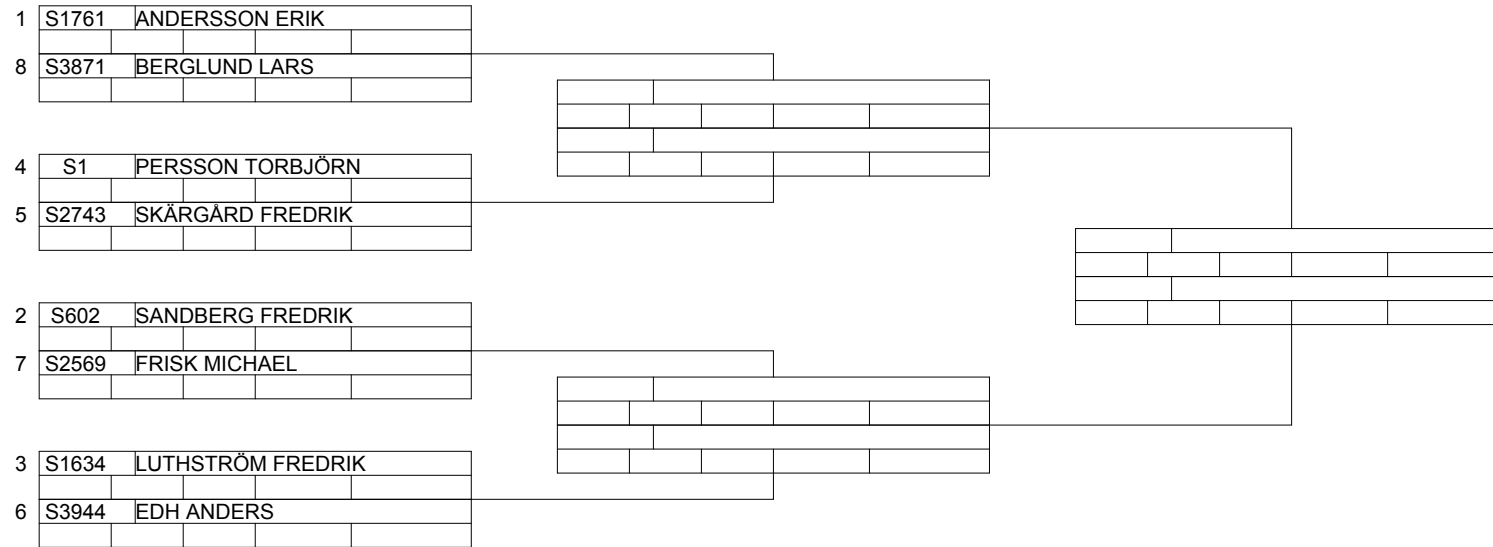 1 S1761 ANDERSSON ERIK
8 S3871 BERGLUND LARS
4 S1 PERSSON TORBJÖRN
5 S2743 SKÄRGÅRD FREDRIK
2 S602 SANDBERG FREDRIK
7 S2569 FRISK MICHAEL
3 S1634 LUTHSTRÖM FREDRIK
6 S3944 EDH ANDERS